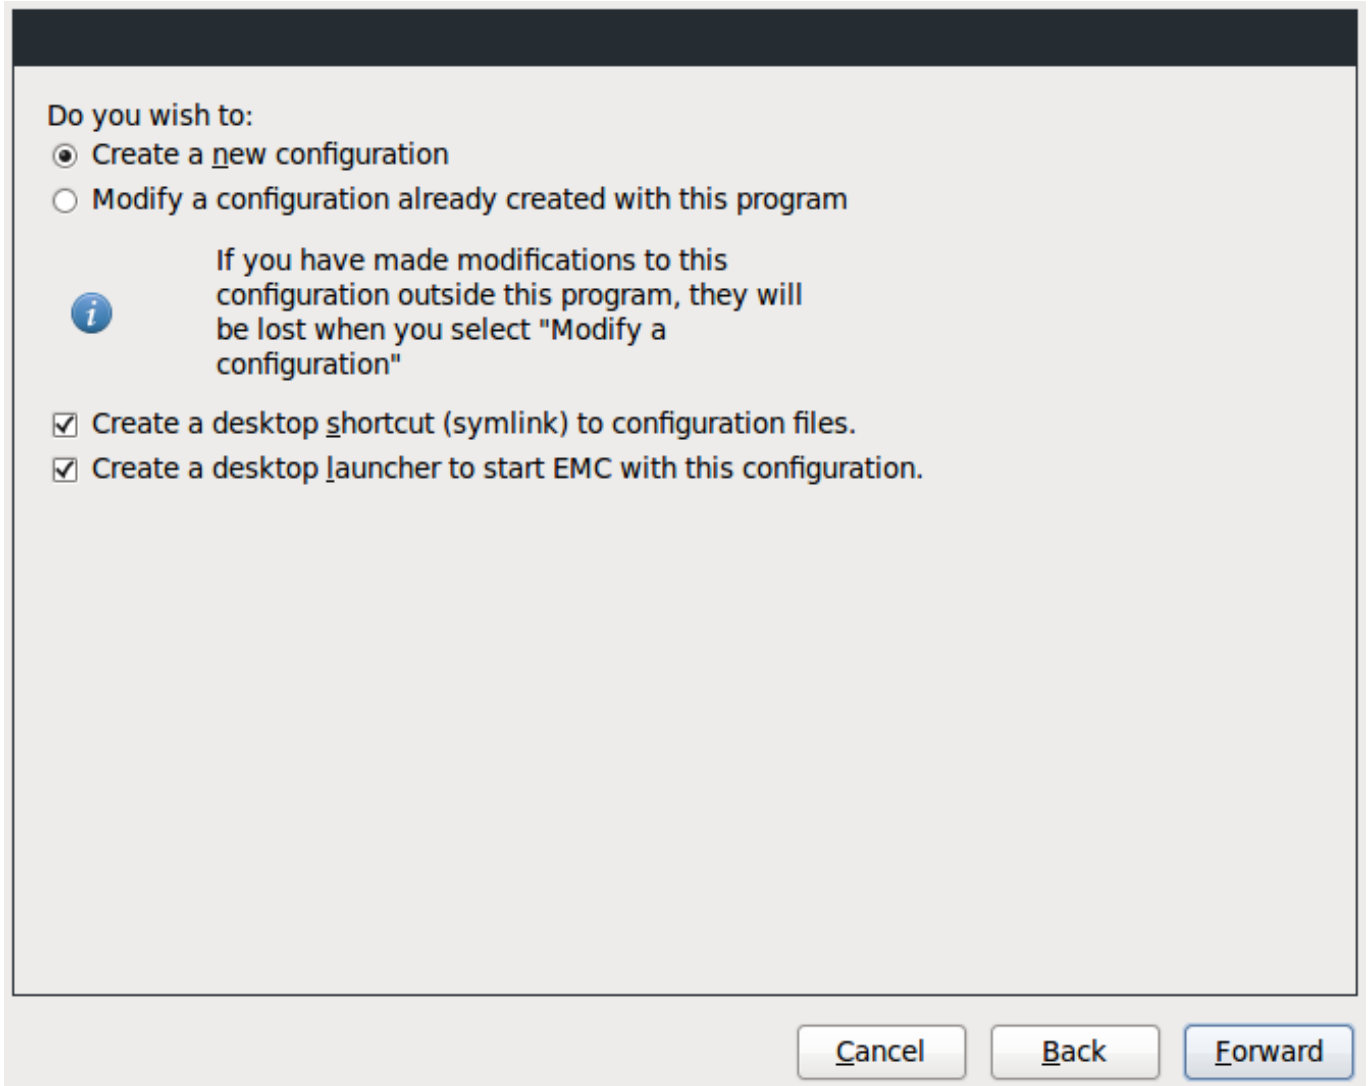 Do you wish to:
Create a new configuration
Modify a configuration already created with this program
If you have made modifications to this
configuration outside this program, they will
be lost when you select "Modify a
configuration"
Create a desktop shortcut (symlink) to configuration files.
Create a desktop launcher to start EMC with this configuration.
Cancel Back Forward